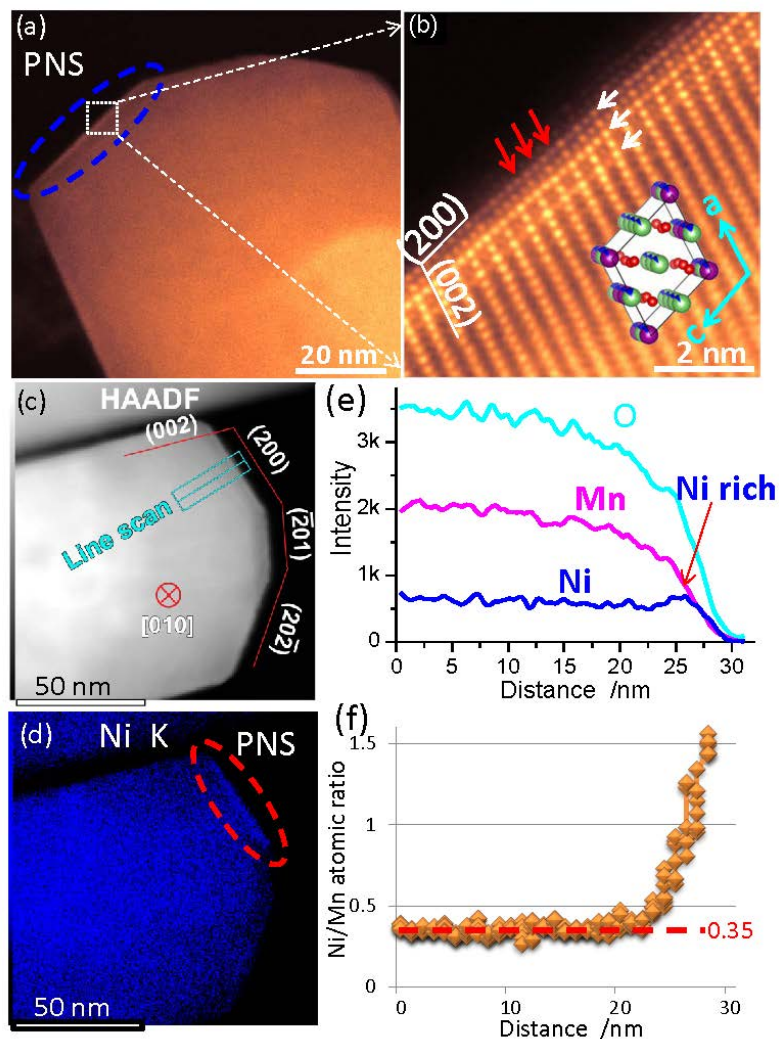 (a)
PNS
20 nm
(b)
(200)
(002)
a
c
2 nm
(c)
HAADF
(002)
(200)
(2̅01)
(202̅)
Line scan
[010]
50 nm
(d)
Ni K
PNS
50 nm
(e)
3k
2k
1k
0
Intensity
O
Mn
Ni rich
Ni
0 5 10 15 20 25 30
Distance /nm
(f)
1.5
1
0.5
0
Ni/Mn atomic ratio
0.35
0 10 20 30
Distance /nm